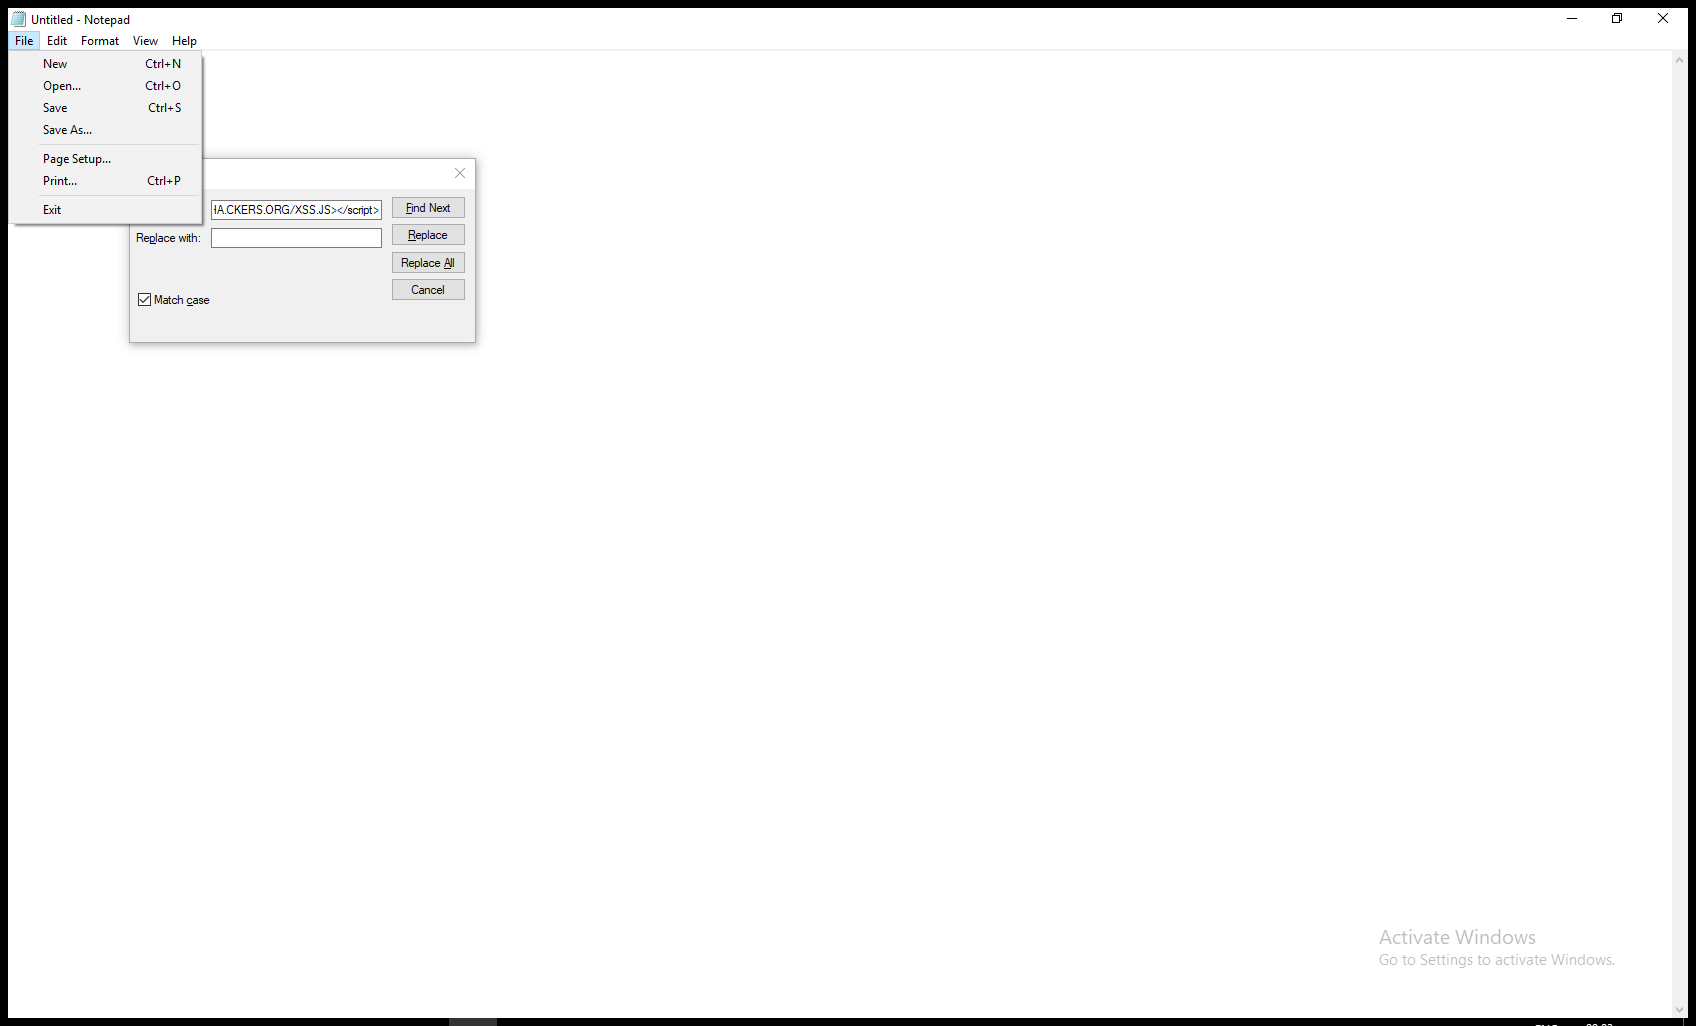 Untitled - Notepad
File Edit Format View Help
New Ctrl+N
Open... Ctrl+O
Save Ctrl+S
Save As...
Page Setup...
Print... Ctrl+P
Exit
A.CKERS.ORG/XSS.JS></script>
Find Next
Replace with:
Replace
Replace All
Cancel
Match case
Activate Windows
Go to Settings to activate Windows.